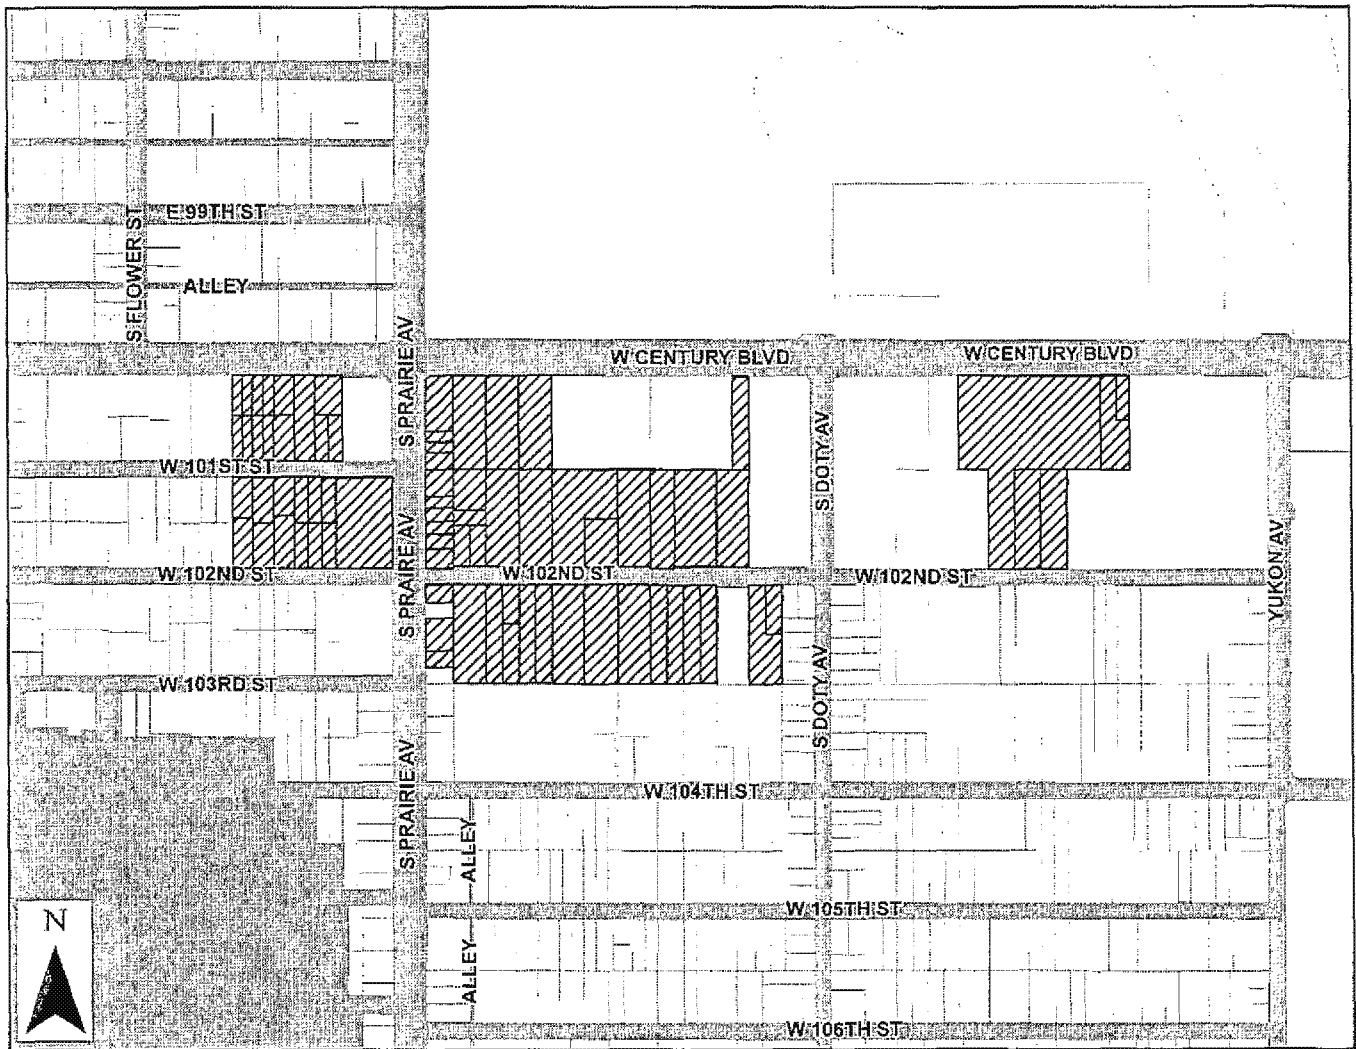 E 99TH ST
S FLOWER ST
ALLEY
S PRAIRIE AV
W CENTURY BLVD
W CENTURY BLVD
S PRAIRIE AV
S DOTY AV
W 101ST ST
S PRAIRE AV
YUKON AV
W 102ND ST
W 102ND ST
W 102ND ST
S DOTY AV
W 103RD ST
S PRAIRIE AV
W 104TH ST
ALLEY
W 105TH ST
N
ALLEY
W 106TH ST